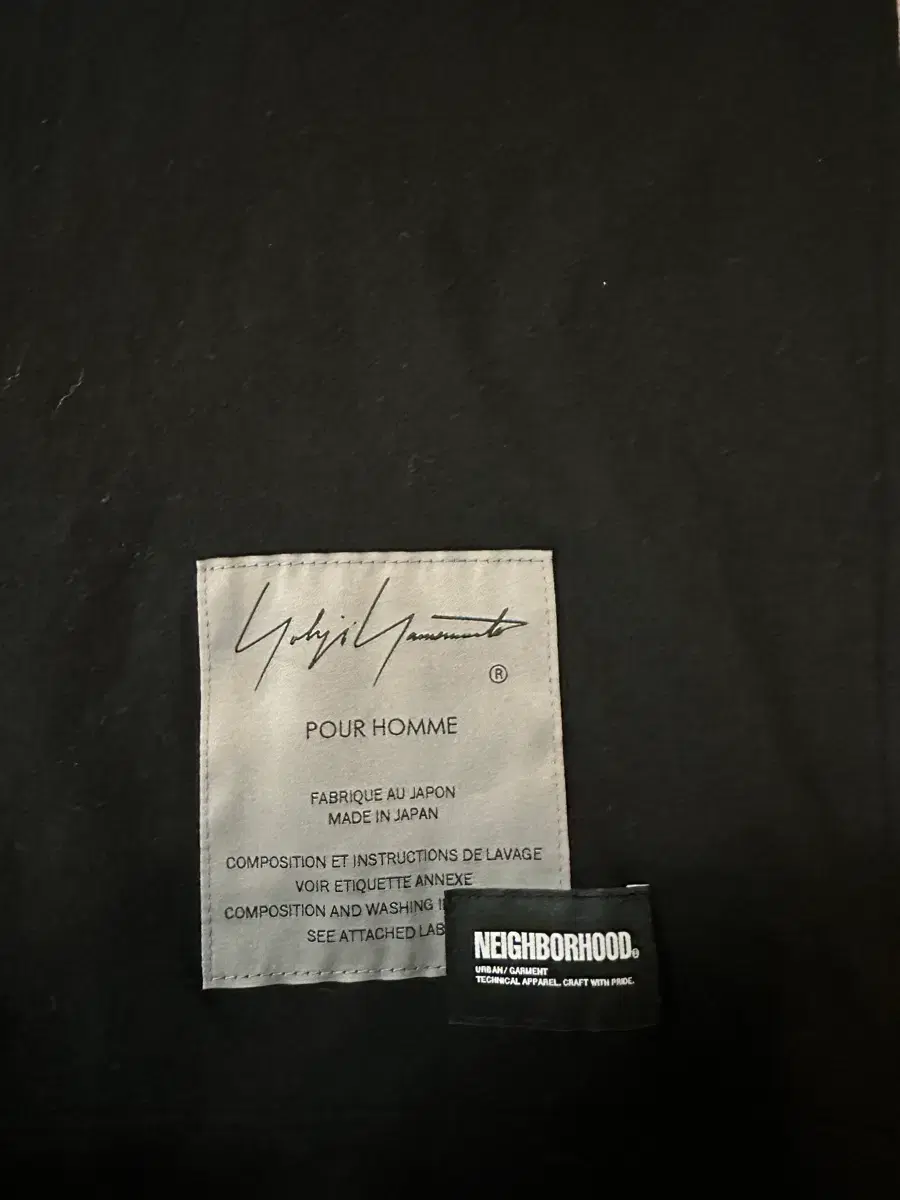 Yohji Yamamoto
®
POUR HOMME
FABRIQUE AU JAPON
MADE IN JAPAN
COMPOSITION ET INSTRUCTIONS DE LAVAGE
VOIR ETIQUETTE ANNEXE
COMPOSITION AND WASHING
SEE ATTACHED LAB
NEIGHBORHOOD®
URBAN/ GARMENT
TECHNICAL APPAREL. CRAFT WITH PRIDE.